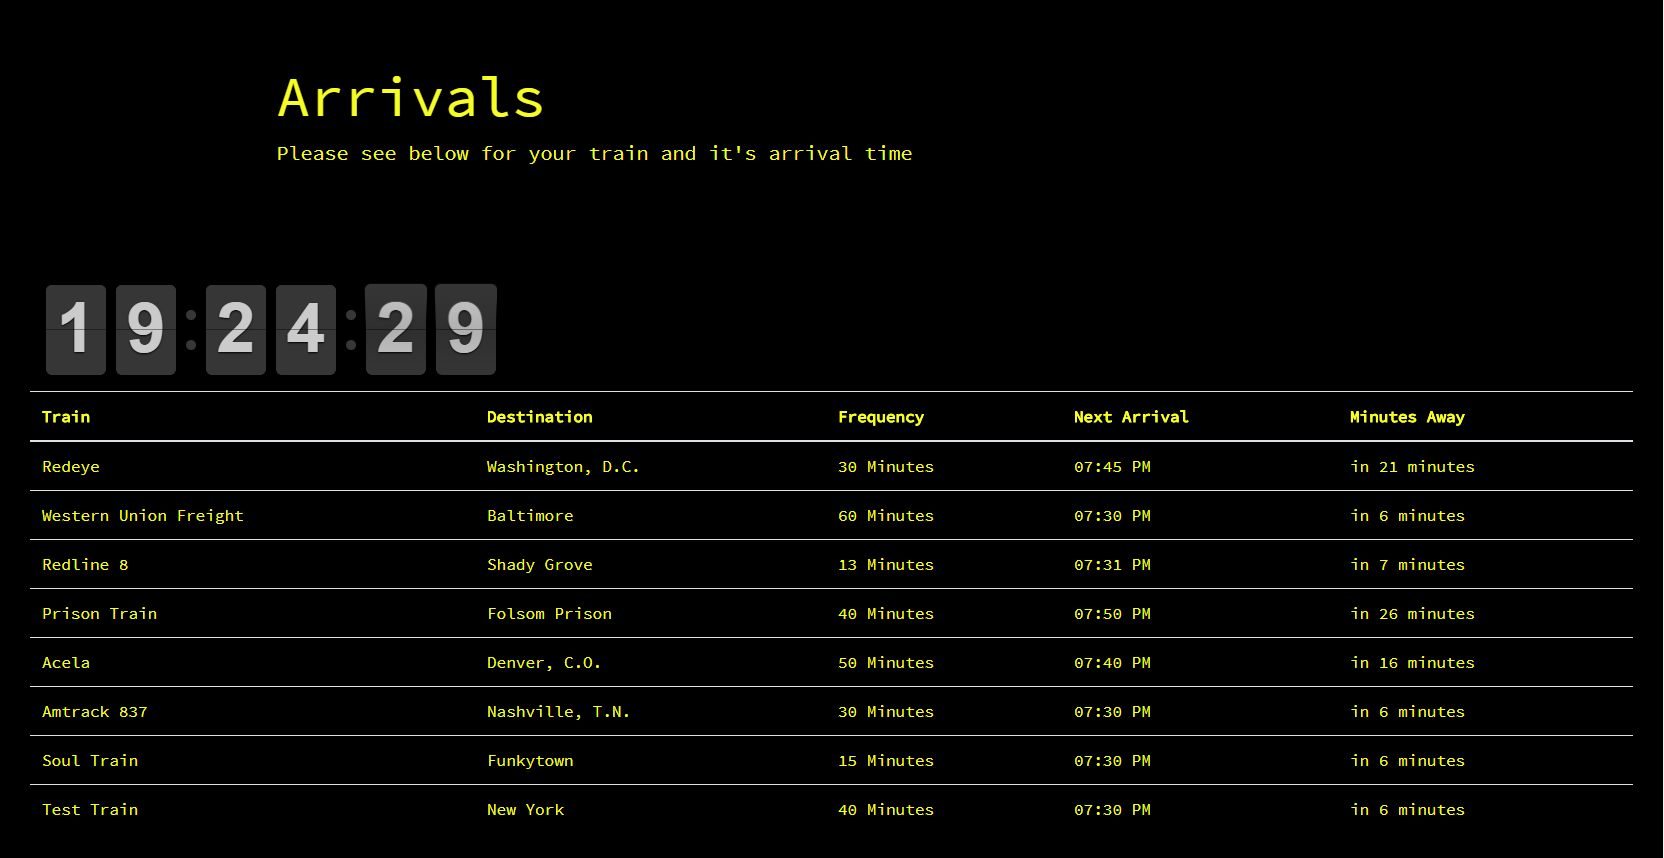 Arrivals
Please see below for your train and it's arrival time
19:24:29
Train Destination Frequency Next Arrival Minutes Away
Redeye Washington, D.C. 30 Minutes 07:45 PM in 21 minutes
Western Union Freight Baltimore 60 Minutes 07:30 PM in 6 minutes
Redline 8 Shady Grove 13 Minutes 07:31 PM in 7 minutes
Prison Train Folsom Prison 40 Minutes 07:50 PM in 26 minutes
Acela Denver, C.O. 50 Minutes 07:40 PM in 16 minutes
Amtrack 837 Nashville, T.N. 30 Minutes 07:30 PM in 6 minutes
Soul Train Funkytown 15 Minutes 07:30 PM in 6 minutes
Test Train New York 40 Minutes 07:30 PM in 6 minutes